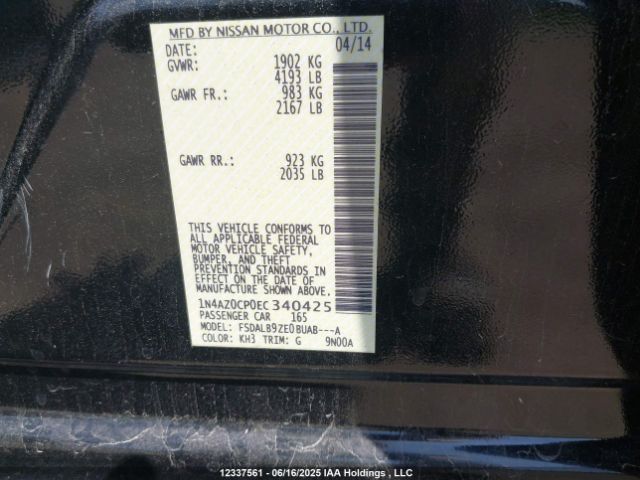 MFD BY NISSAN MOTOR CO., LTD.
DATE: 04/14
GVWR: 1902 KG
4193 LB
GAWR FR.: 983 KG
2167 LB
GAWR RR.: 923 KG
2035 LB
THIS VEHICLE CONFORMS TO
ALL APPLICABLE FEDERAL
MOTOR VEHICLE SAFETY,
BUMPER, AND THEFT
PREVENTION STANDARDS IN
EFFECT ON THE DATE OF
MANUFACTURE SHOWN ABOVE.
1N4AZ0CP0EC340425
PASSENGER CAR 165
MODEL: FSDALB9ZE0BUAB---A
COLOR: KH3 TRIM: G 9N00A
12337561 - 06/16/2025 IAA Holdings , LLC